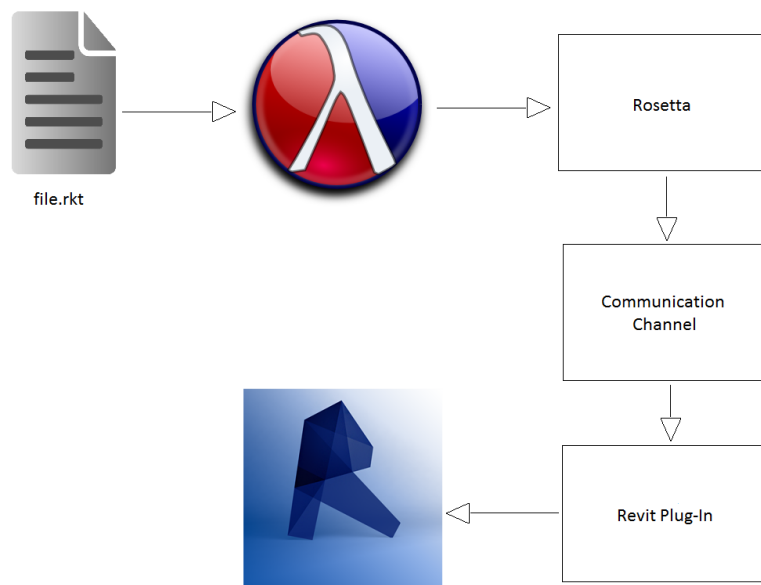 file.rkt
Rosetta
Communication
Channel
Revit Plug-In